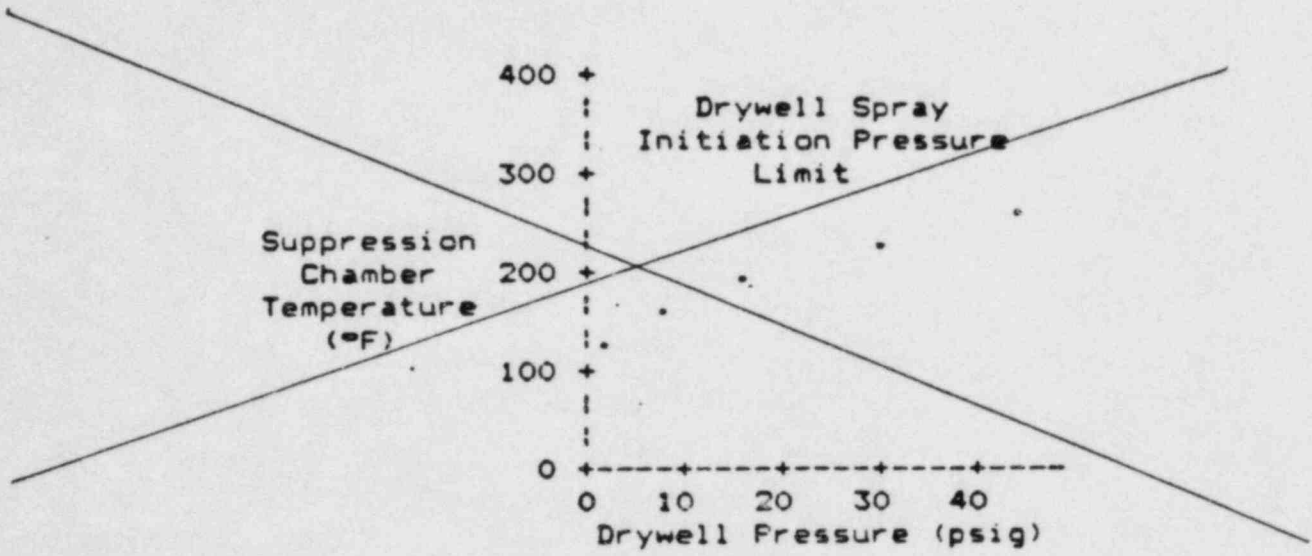 400
Drywell Spray
Initiation Pressure
Limit
300
Suppression
Chamber
Temperature
(°F)
200
100
0
0 10 20 30 40
Drywell Pressure (psig)